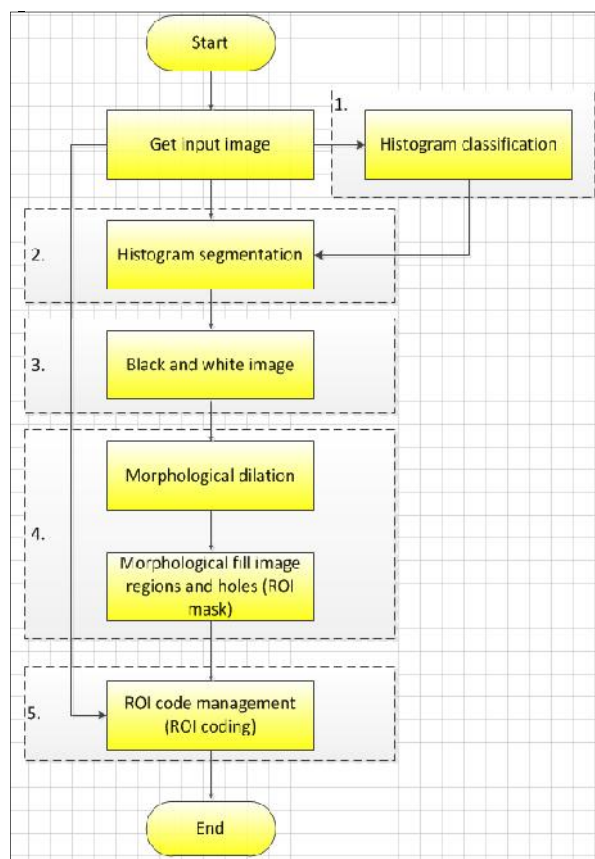 Start
1.
Get input image
Histogram classification
2.
Histogram segmentation
3.
Black and white image
4.
Morphological dilation
Morphological fill image
regions and holes (ROI
mask)
5.
ROI code management
(ROI coding)
End